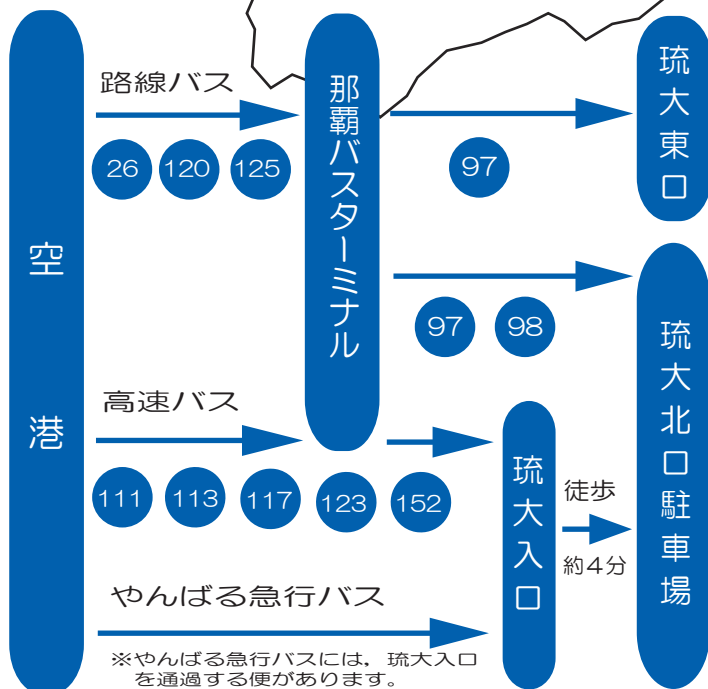 空港
路線バス
26 120 125
那覇バスターミナル
97
琉大東口
97 98
琉大北口駐車場
高速バス
111 113 117 123 152
琉大入口
徒歩
約4分
やんばる急行バス
※やんばる急行バスには，琉大入口
を通過する便があります。